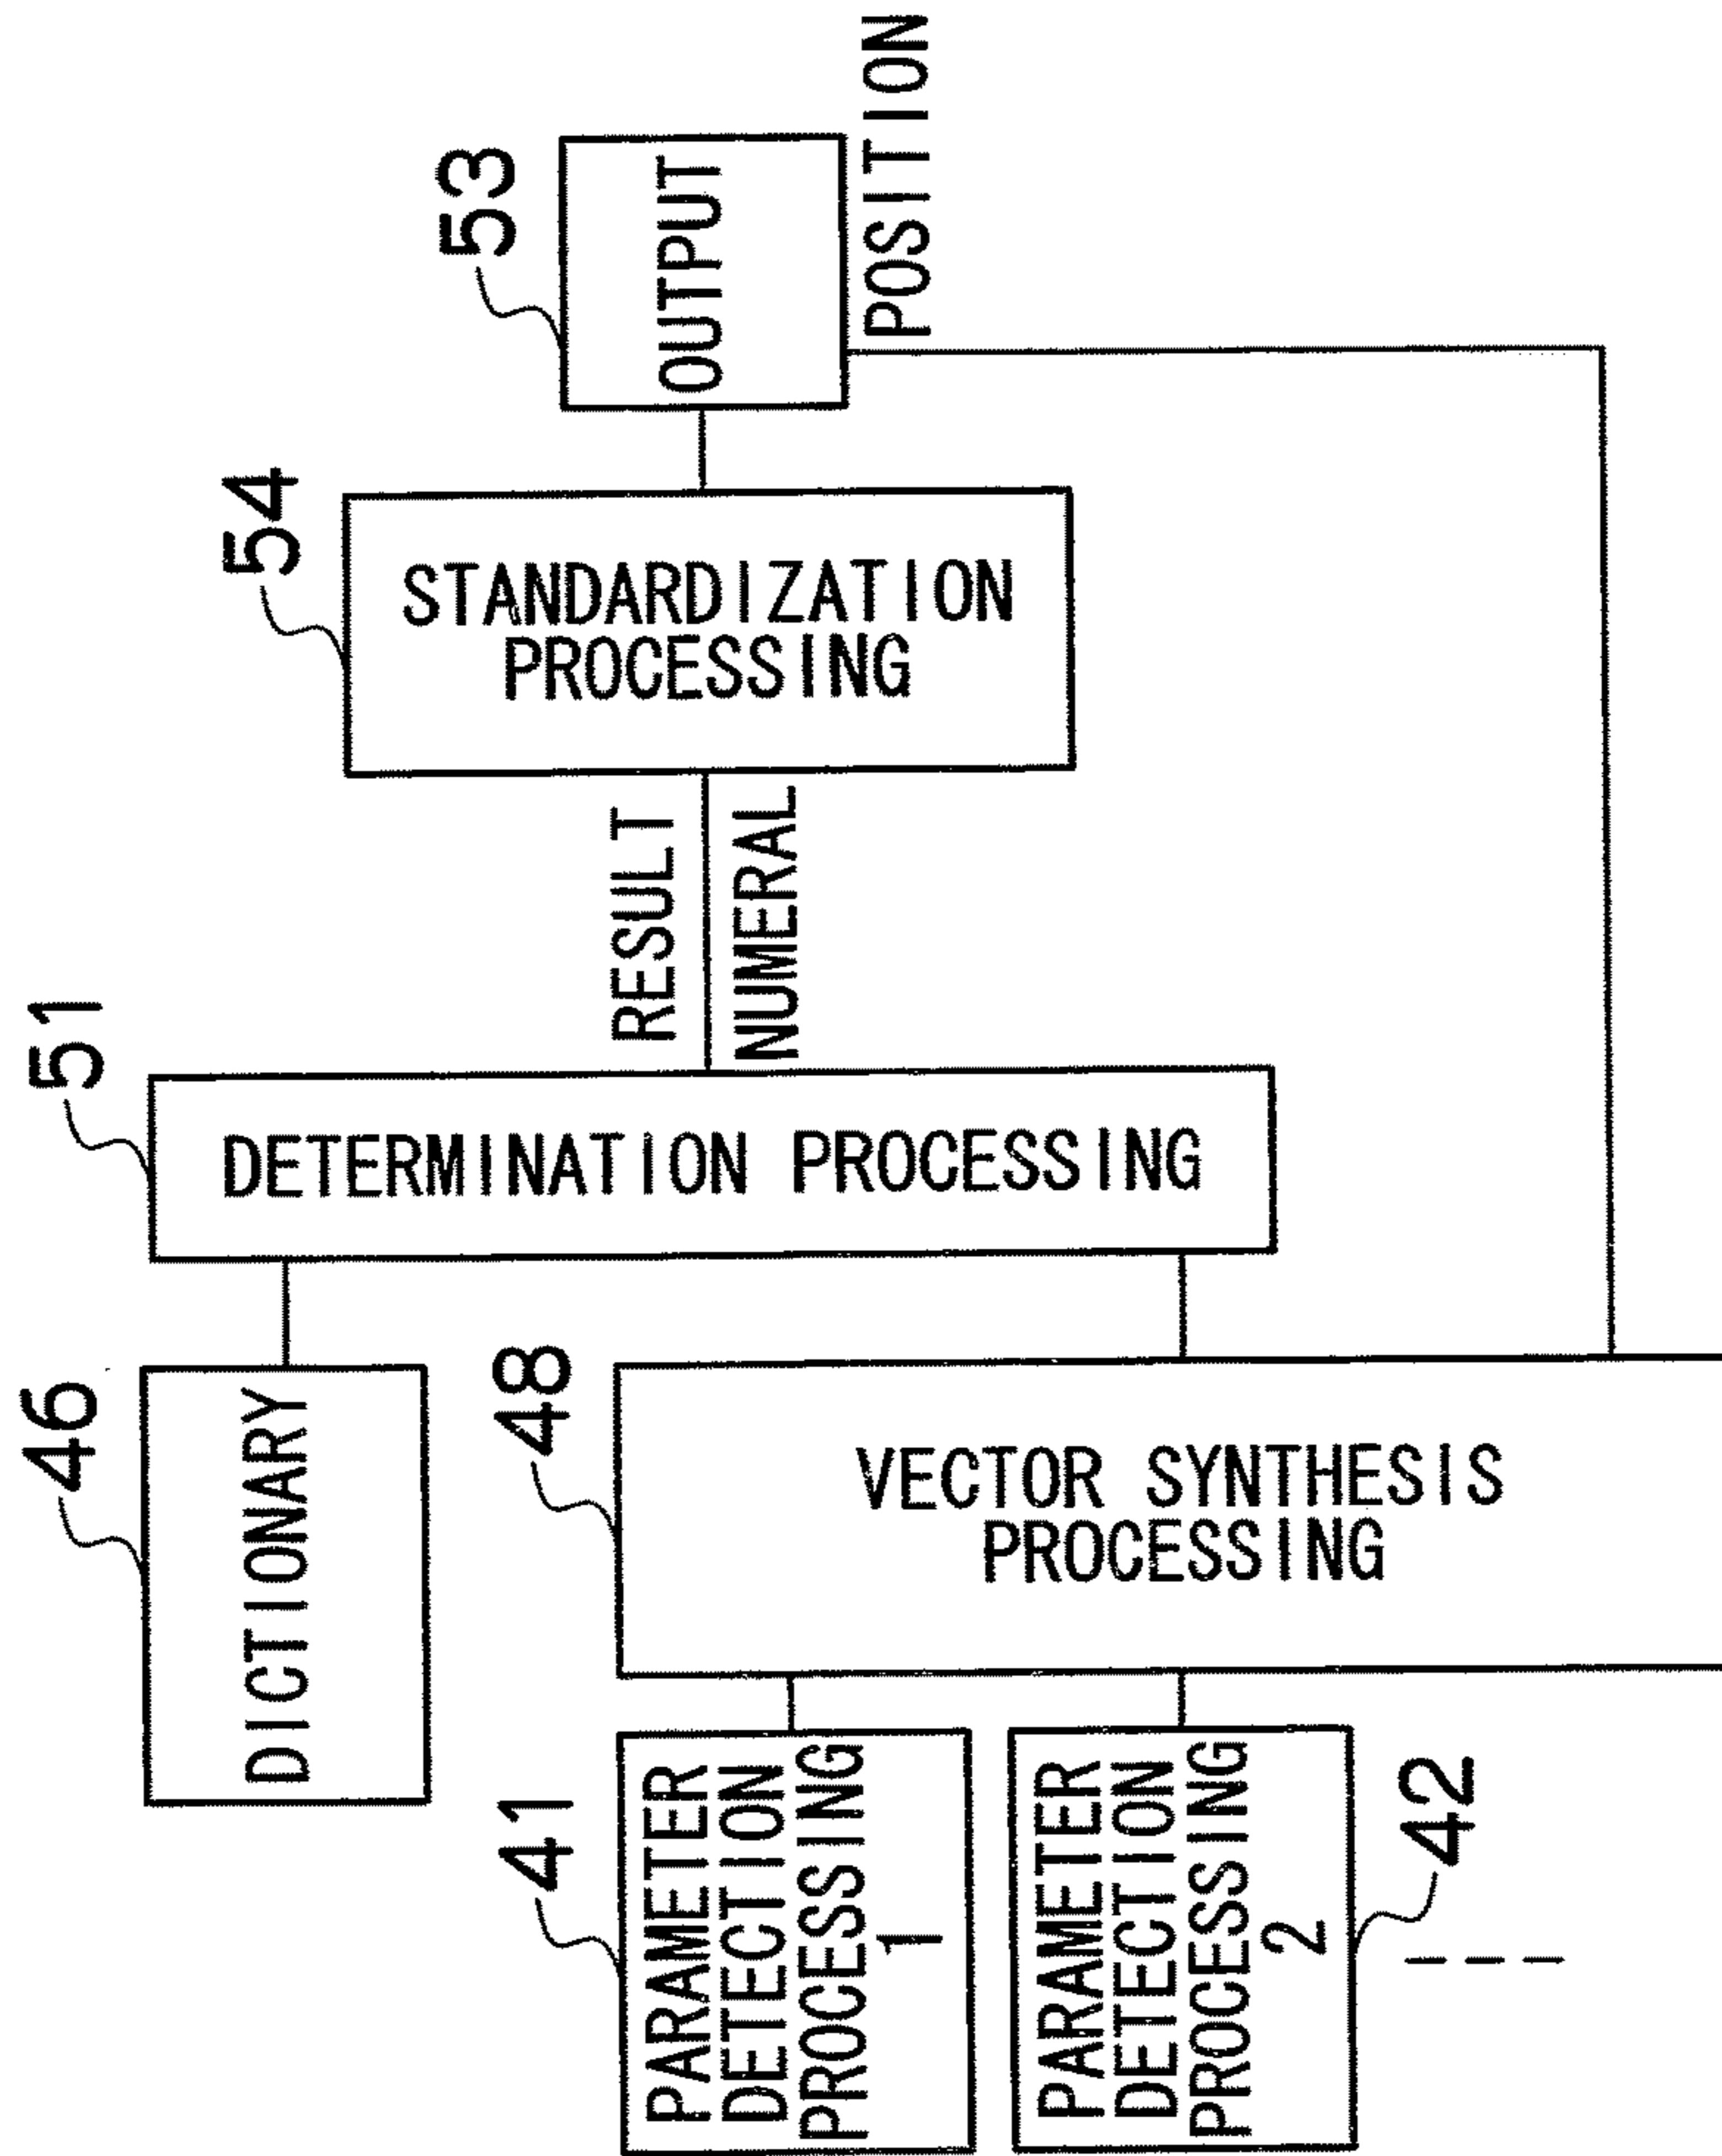 53
OUTPUT
POSITION
54
STANDARDIZATION
PROCESSING
RESULT
NUMERAL
51
DETERMINATION PROCESSING
46
DICTIONARY
48
VECTOR SYNTHESIS
PROCESSING
41
PARAMETER
DETECTION
PROCESSING
1
PARAMETER
DETECTION
PROCESSING
2
42